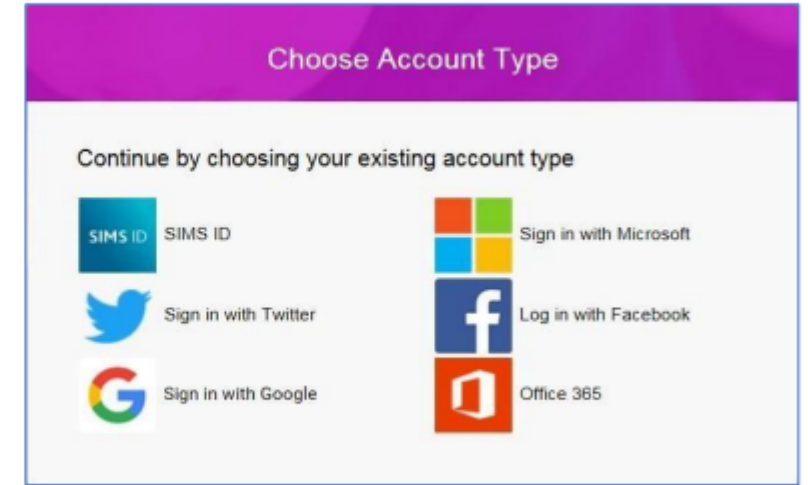 Choose Account Type
Continue by choosing your existing account type
SIMS ID SIMS ID
Sign in with Microsoft
Sign in with Twitter
Log in with Facebook
Sign in with Google
Office 365